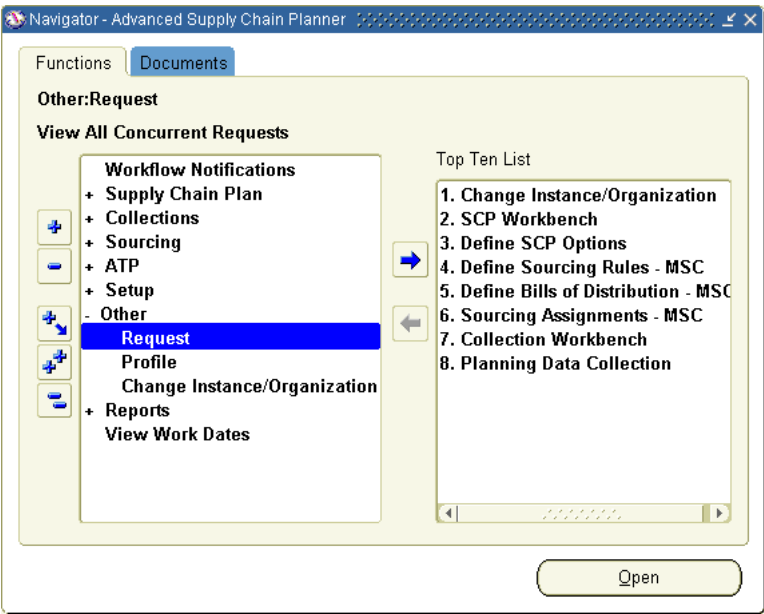 Navigator - Advanced Supply Chain Planner
Functions
Documents
Other:Request
View All Concurrent Requests
Workflow Notifications
+ Supply Chain Plan
+ Collections
+ Sourcing
+ ATP
+ Setup
- Other
Request
Profile
Change Instance/Organization
+ Reports
View Work Dates
Top Ten List
1. Change Instance/Organization
2. SCP Workbench
3. Define SCP Options
4. Define Sourcing Rules - MSC
5. Define Bills of Distribution - MSC
6. Sourcing Assignments - MSC
7. Collection Workbench
8. Planning Data Collection
Open